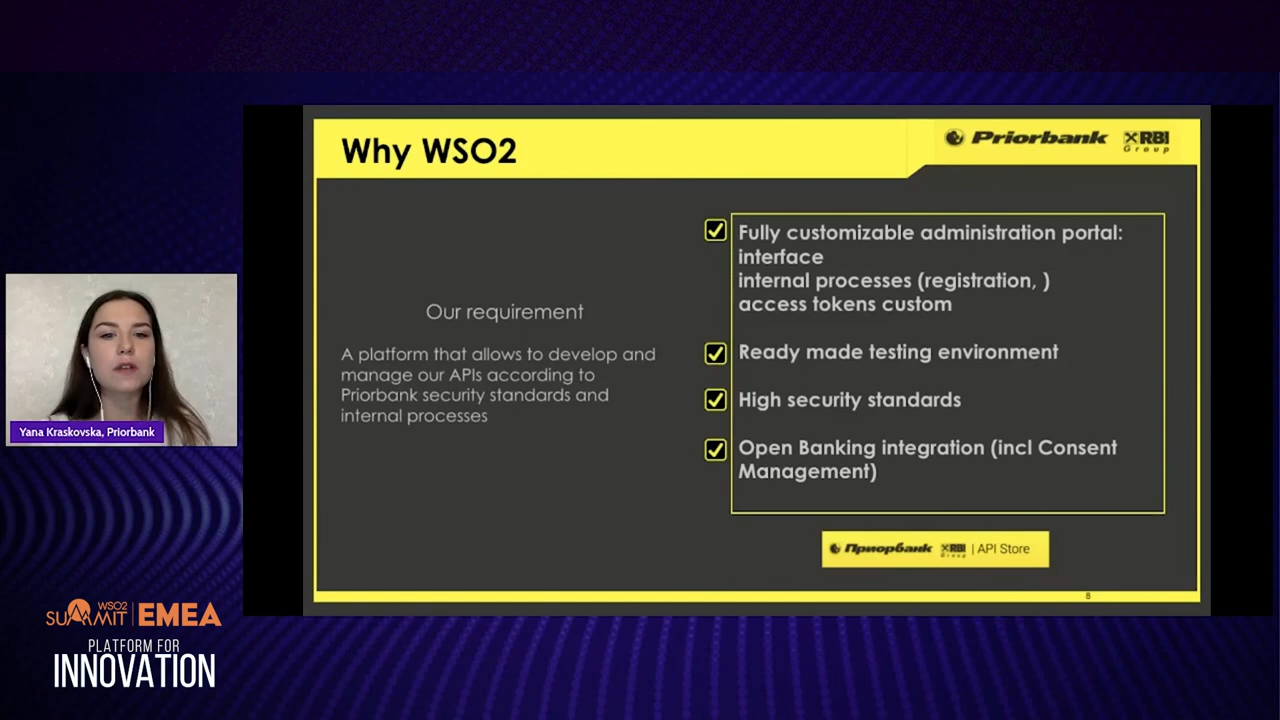 Why WSO2
Priorbank
RBI
Group
Our requirement
A platform that allows to develop and
manage our APIs according to
Priorbank security standards and
internal processes
Fully customizable administration portal:
interface
internal processes (registration, )
access tokens custom
Ready made testing environment
High security standards
Open Banking integration (incl Consent
Management)
Приорбанк RBI Group | API Store
8
Yana Kraskovska, Priorbank
WSO2
SUMMIT EMEA
PLATFORM FOR
INNOVATION